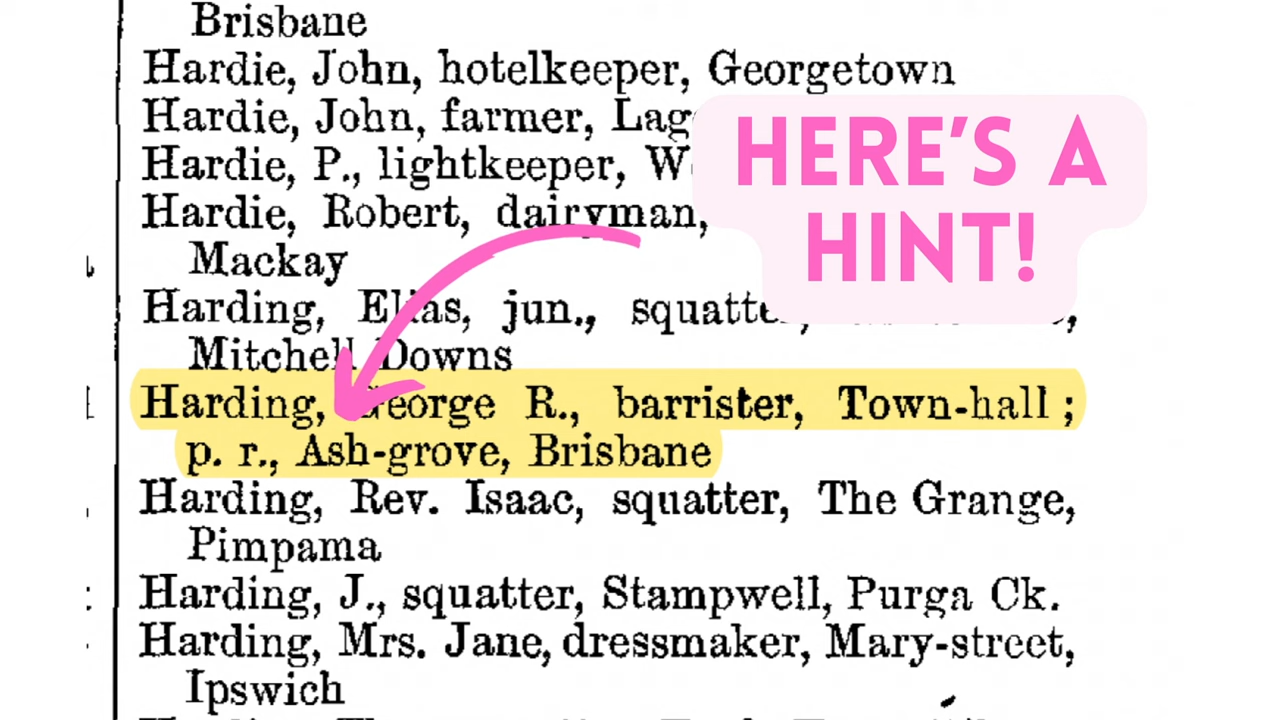 Brisbane
Hardie, John, hotelkeeper, Georgetown
Hardie, John, farmer,
Hardie, P., lightkeeper,
Hardie, Robert, dairyman,
Mackay
HERE'S A
HINT!
Harding, Elias, jun., squatter,
Mitchell Downs
Harding, George R., barrister, Town-hall ;
p. r., Ash-grove, Brisbane
Harding, Rev. Isaac, squatter, The Grange,
Pimpama
Harding, J., squatter, Stampwell, Purga Ck.
Harding, Mrs. Jane, dressmaker, Mary-street,
Ipswich